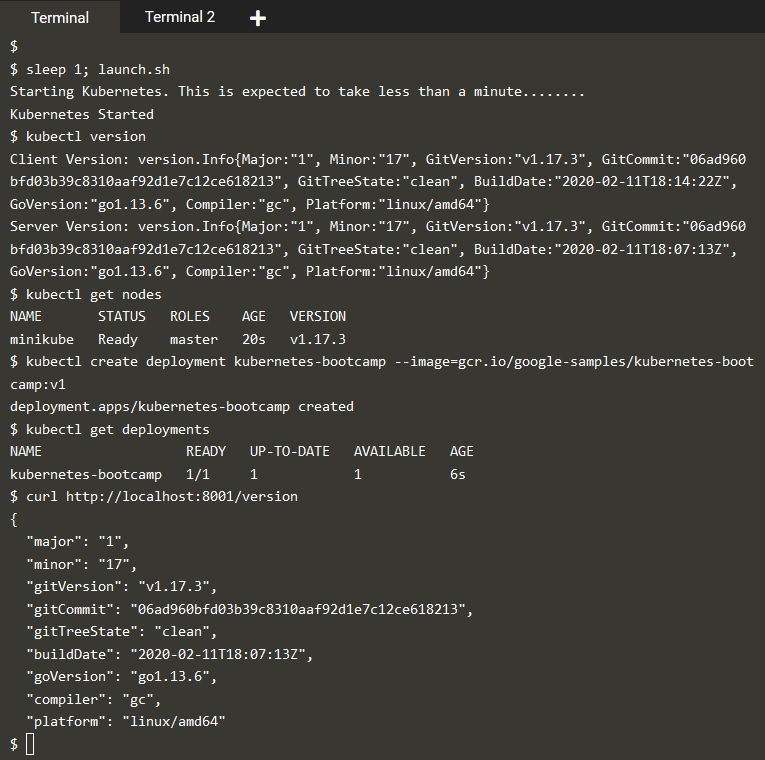 Terminal Terminal 2 +
$
$ sleep 1; launch.sh
Starting Kubernetes. This is expected to take less than a minute........
Kubernetes Started
$ kubectl version
Client Version: version.Info{Major:"1", Minor:"17", GitVersion:"v1.17.3", GitCommit:"06ad960
bfd03b39c8310aaf92d1e7c12ce618213", GitTreeState:"clean", BuildDate:"2020-02-11T18:14:22Z",
GoVersion:"go1.13.6", Compiler:"gc", Platform:"linux/amd64"}
Server Version: version.Info{Major:"1", Minor:"17", GitVersion:"v1.17.3", GitCommit:"06ad960
bfd03b39c8310aaf92d1e7c12ce618213", GitTreeState:"clean", BuildDate:"2020-02-11T18:07:13Z",
GoVersion:"go1.13.6", Compiler:"gc", Platform:"linux/amd64"}
$ kubectl get nodes
NAME       STATUS   ROLES    AGE   VERSION
minikube   Ready    master   20s   v1.17.3
$ kubectl create deployment kubernetes-bootcamp --image=gcr.io/google-samples/kubernetes-boot
camp:v1
deployment.apps/kubernetes-bootcamp created
$ kubectl get deployments
NAME                  READY   UP-TO-DATE   AVAILABLE   AGE
kubernetes-bootcamp   1/1     1            1           6s
$ curl http://localhost:8001/version
{
  "major": "1",
  "minor": "17",
  "gitVersion": "v1.17.3",
  "gitCommit": "06ad960bfd03b39c8310aaf92d1e7c12ce618213",
  "gitTreeState": "clean",
  "buildDate": "2020-02-11T18:07:13Z",
  "goVersion": "go1.13.6",
  "compiler": "gc",
  "platform": "linux/amd64"
$